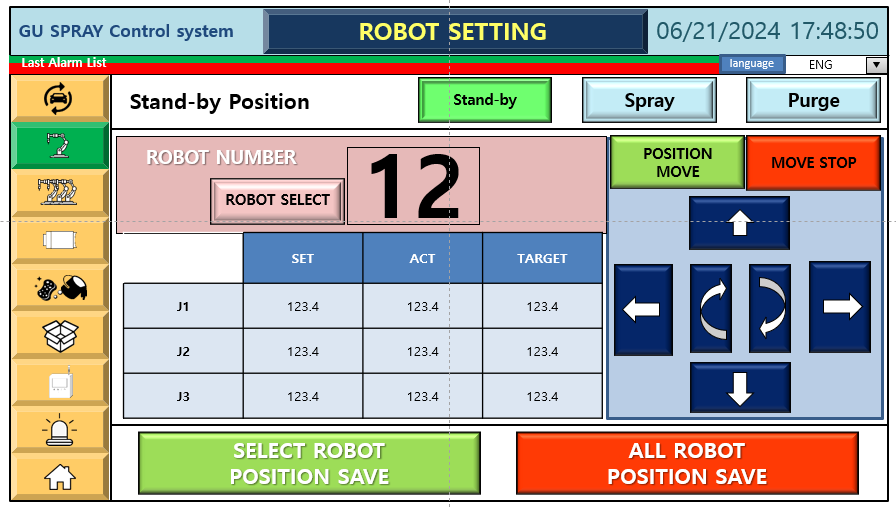 GU SPRAY Control system
ROBOT SETTING
06/21/2024 17:48:50
Last Alarm List
language
ENG
Stand-by Position
Stand-by
Spray
Purge
ROBOT NUMBER
ROBOT SELECT
12
POSITION
MOVE
MOVE STOP
SET ACT TARGET
J1 123.4 123.4 123.4
J2 123.4 123.4 123.4
J3 123.4 123.4 123.4
SELECT ROBOT
POSITION SAVE
ALL ROBOT
POSITION SAVE